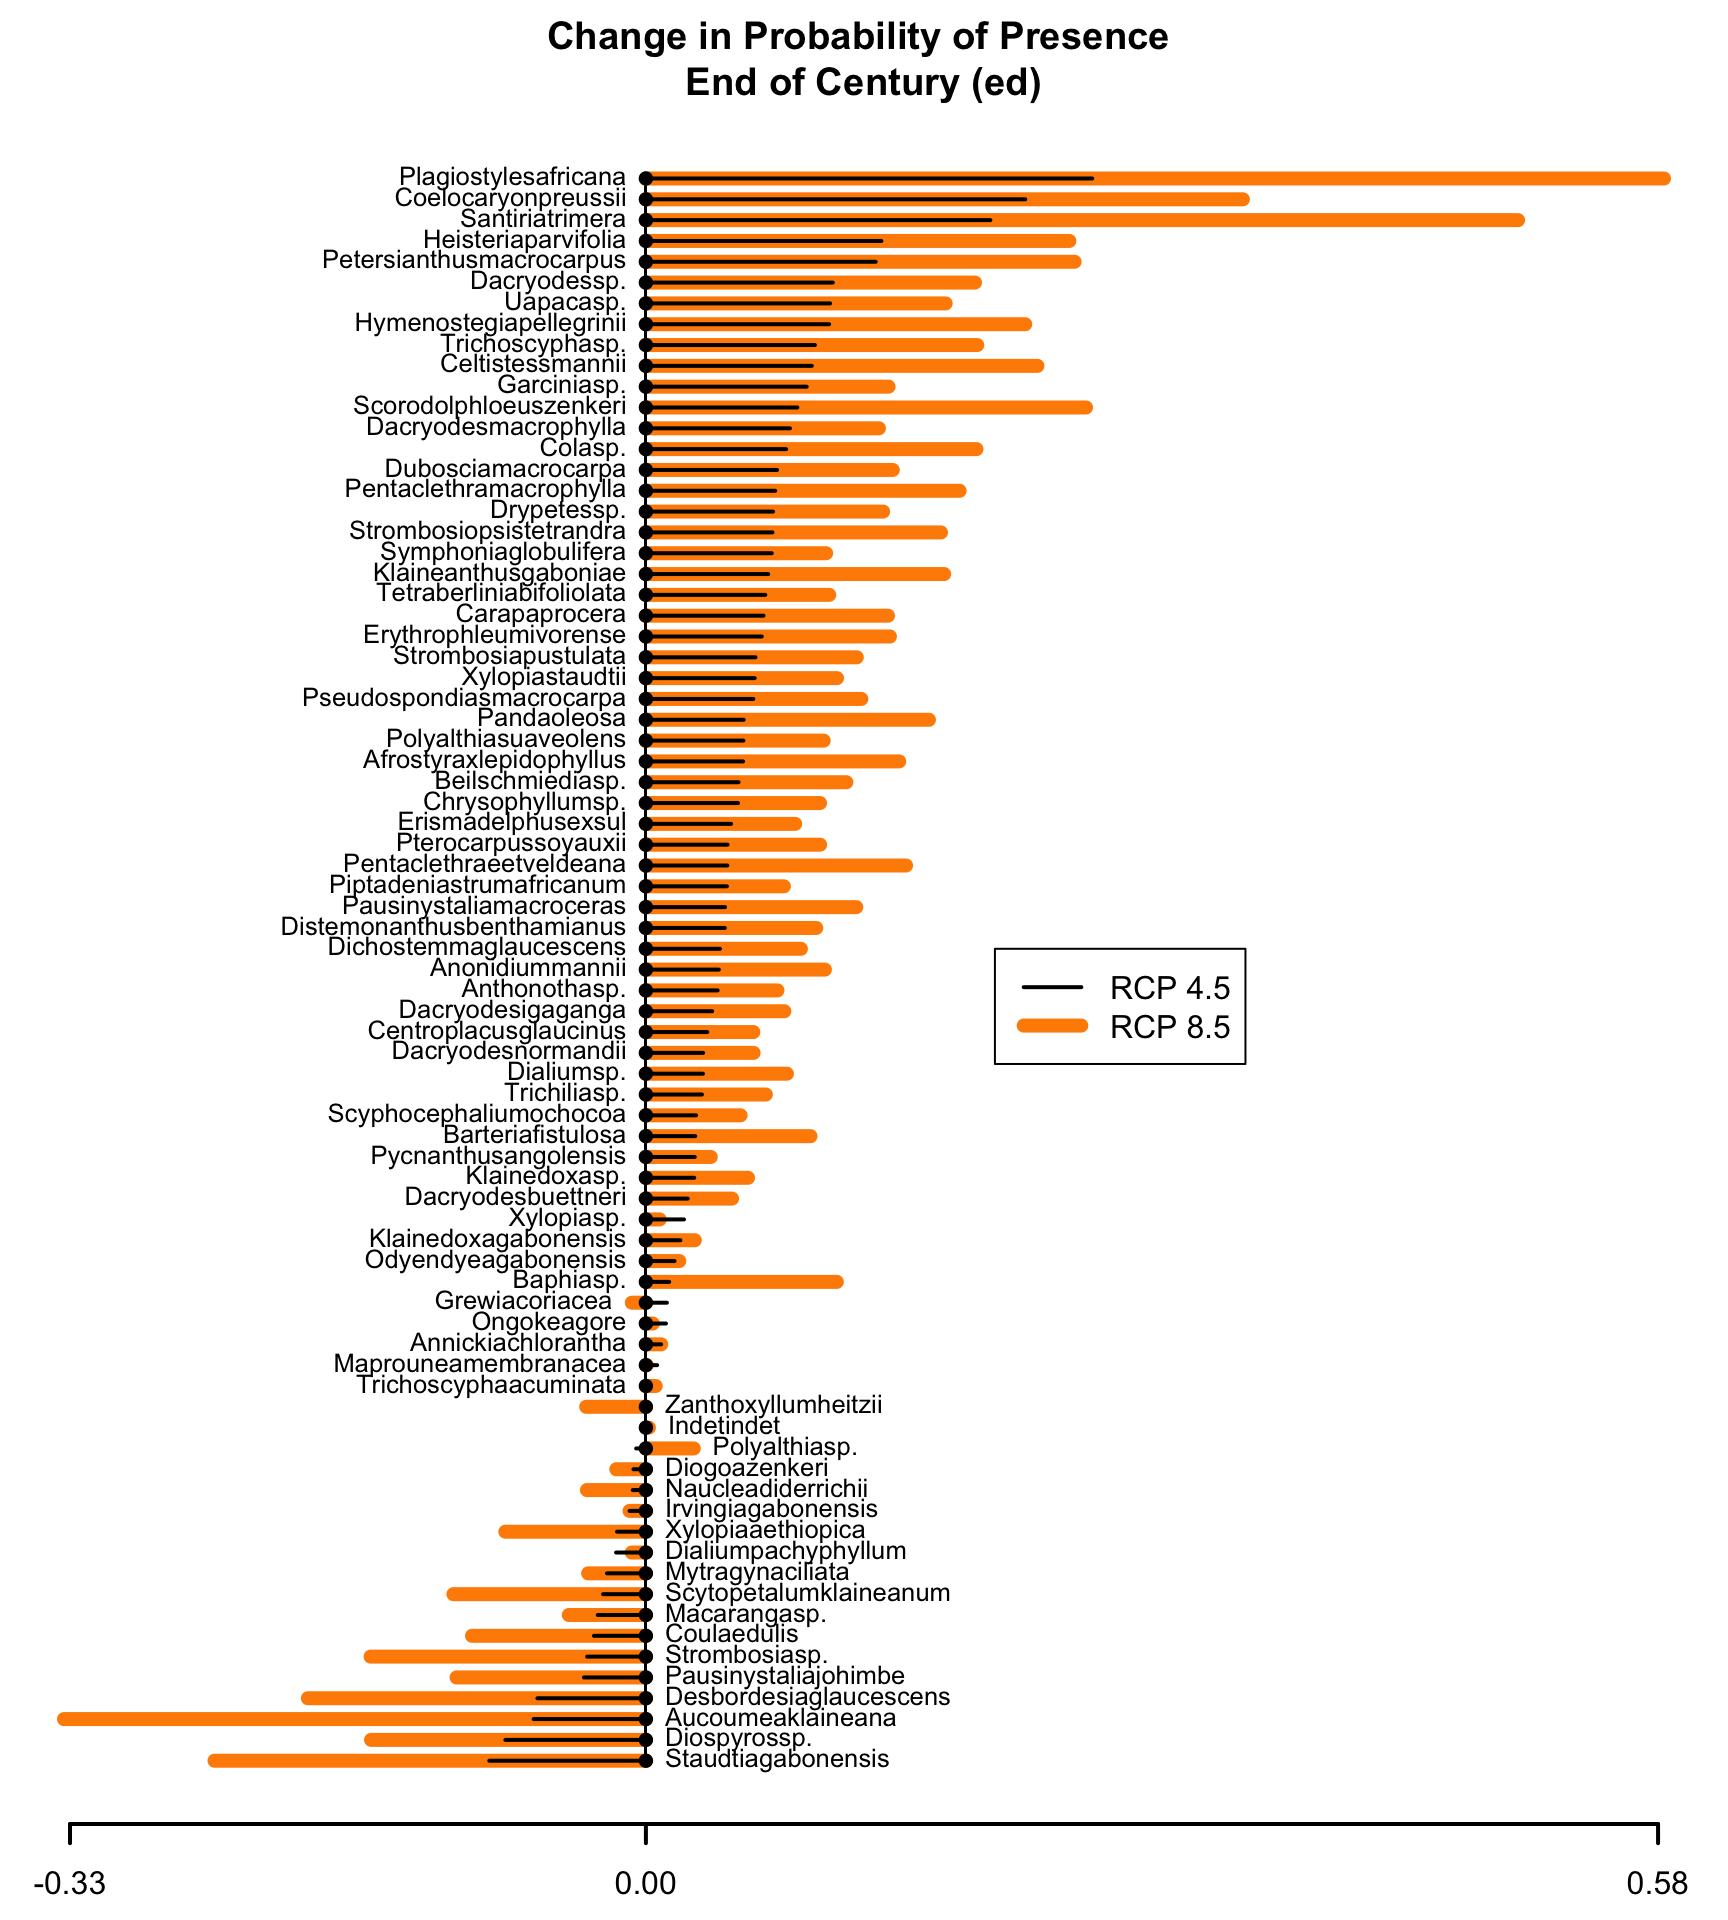 Change in Probability of Presence
End of Century (ed)
Plagiostylesafricana
Coelocaryonpreussii
Santiriatrimera
Heisteriaparvifolia
Petersianthusmacrocarpus
Dacryodessp.
Uapacasp.
Hymenostegiapellegrinii
Trichoscyphasp.
Celtistessmannii
Garciniasp.
Scorodolphloeuszenkeri
Dacryodesmacrophylla
Colasp.
Dubosciamacrocarpa
Pentaclethramacrophylla
Drypetessp.
Strombosiopsistetrandra
Symphoniaglobulifera
Klaineanthusgaboniae
Tetraberliniabifoliolata
Carapaprocera
Erythrophleumivorense
Strombosiapustulata
Xylopiastaudtii
Pseudospondiasmacrocarpa
Pandaoleosa
Polyalthiasuaveolens
Afrostyraxlepidophyllus
Beilschmiediasp.
Chrysophyllumsp.
Erismadelphusexsul
Pterocarpussoyauxii
Pentaclethraeetveldeana
Piptadeniastrumafricanum
Pausinystaliamacroceras
Distemonanthusbenthamianus
Dichostemmaglaucescens
Anonidiummannii
Anthonothasp.
Dacryodesigaganga
Centroplacusglaucinus
Dacryodesnormandii
Dialiumsp.
Trichiliasp.
Scyphocephaliumochocoa
Barteriafistulosa
Pycnanthusangolensis
Klainedoxasp.
Dacryodesbuettneri
Xylopiasp.
Klainedoxagabonensis
Odyendyeagabonensis
Baphiasp.
Grewiacoriacea
Ongokeagore
Annickiachlorantha
Maprouneamembranacea
Trichoscyphaacuminata
Zanthoxyllumheitzii
Indetindet
Polyalthiasp.
Diogoazenkeri
Naucleadiderrichii
Irvingiagabonensis
Xylopiaaethiopica
Dialiumpachyphyllum
Mytragynaciliata
Scytopetalumklaineanum
Macarangasp.
Coulaedulis
Strombosiasp.
Pausinystaliajohimbe
Desbordesiaglaucescens
Aucoumeaklaineana
Diospyrossp.
Staudtiagabonensis
RCP 4.5
RCP 8.5
-0.33 0.00 0.58